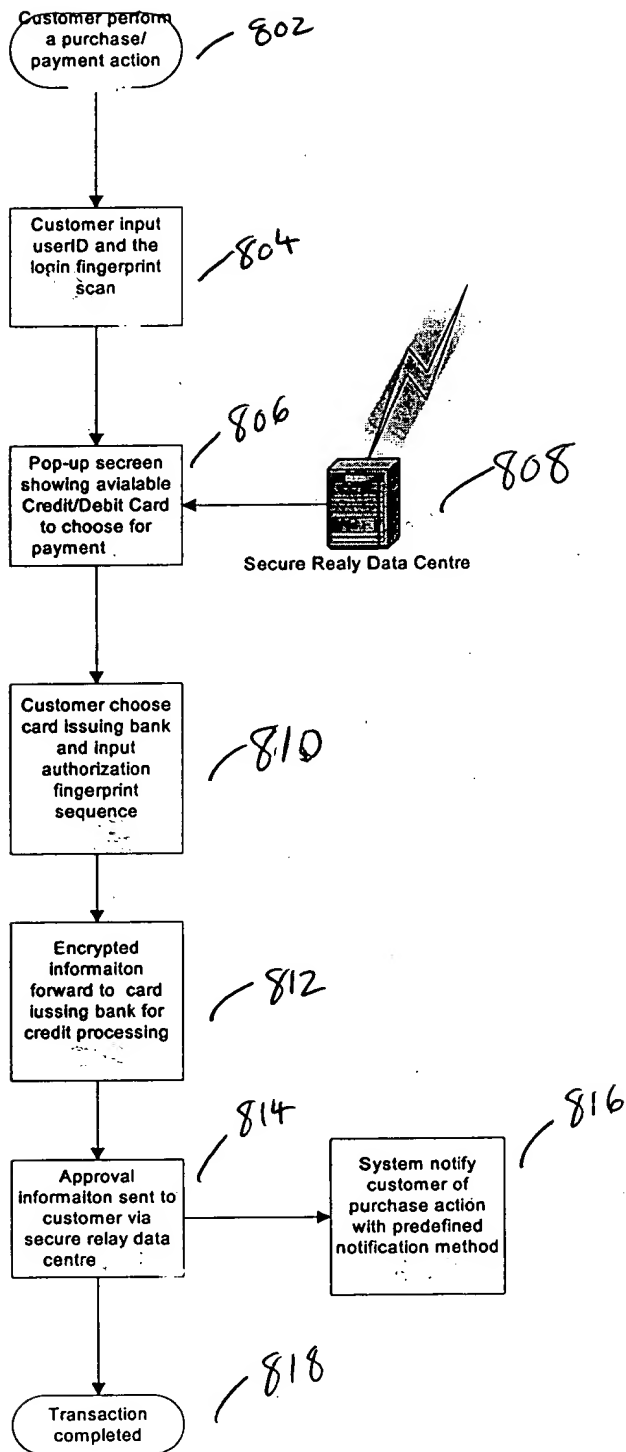 Customer perform
a purchase/
payment action
802
Customer input
userID and the
login fingerprint
scan
804
Pop-up secreen
showing avialable
Credit/Debit Card
to choose for
payment
806
808
Secure Realy Data Centre
Customer choose
card issuing bank
and input
authorization
fingerprint
sequence
810
Encrypted
informaiton
forward to card
iussing bank for
credit processing
812
Approval
informaiton sent to
customer via
secure relay data
centre
814
System notify
customer of
purchase action
with predefined
notification method
816
Transaction
completed
818